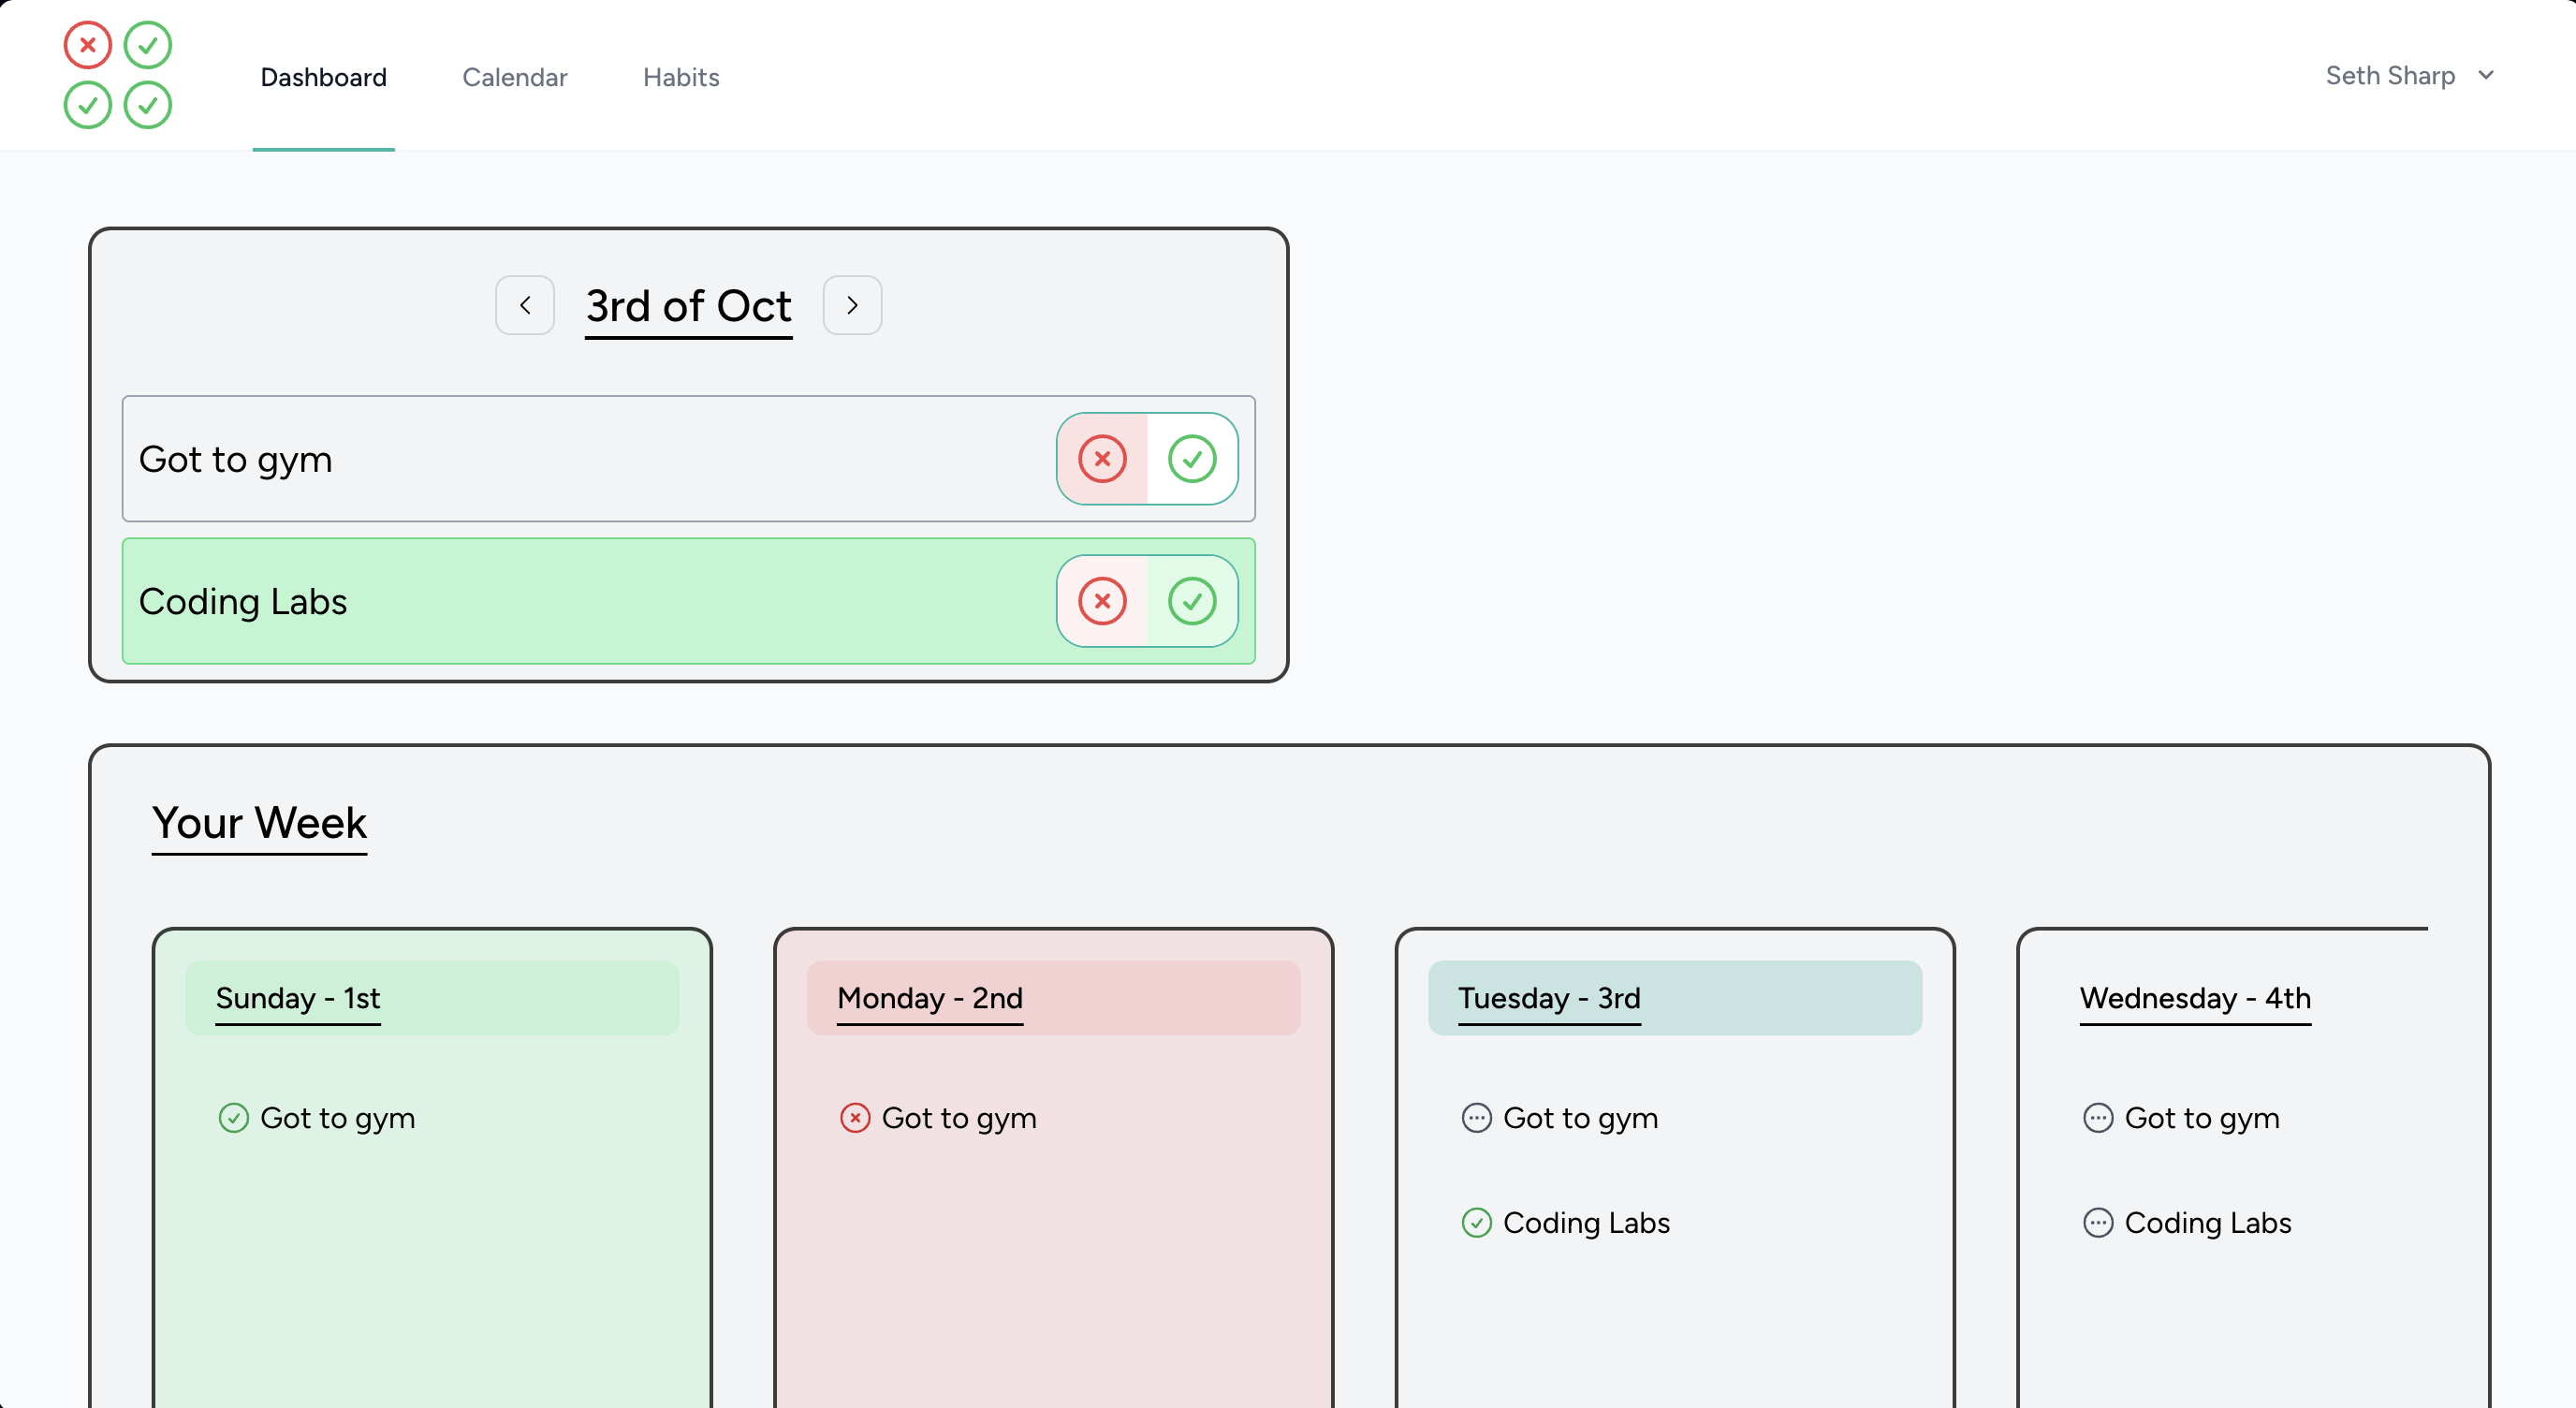 Dashboard
Calendar
Habits
Seth Sharp
3rd of Oct
Got to gym
Coding Labs
Your Week
Sunday - 1st
Got to gym
Monday - 2nd
Got to gym
Tuesday - 3rd
Got to gym
Coding Labs
Wednesday - 4th
Got to gym
Coding Labs